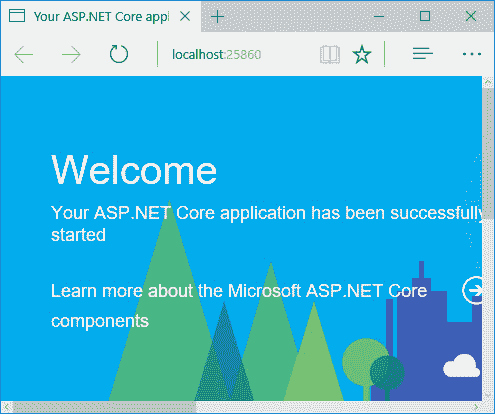 Your ASP.NET Core appl
localhost:25860
Welcome
Your ASP.NET Core application has been successfully
started
Learn more about the Microsoft ASP.NET Core
components